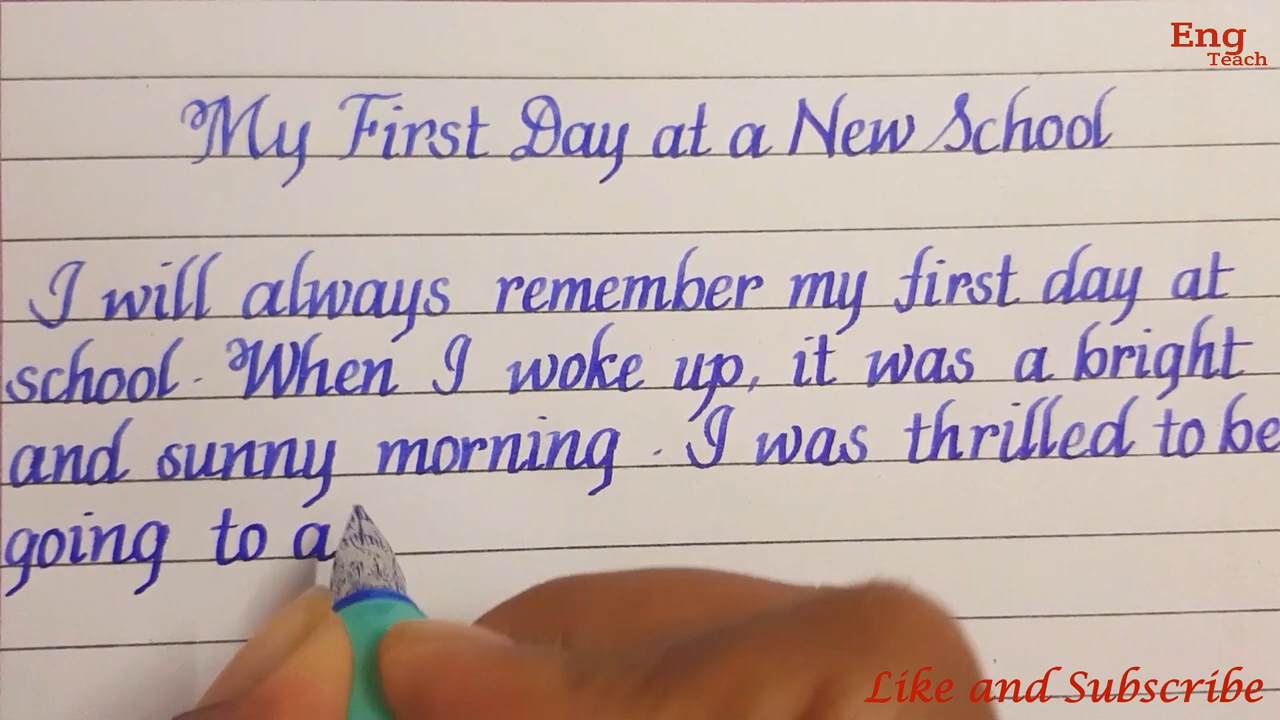 Eng
Teach
My First Day at a New School
I will always remember my first day at
school. When I woke up, it was a bright
and sunny morning. I was thrilled to be
going to a
Like and Subscribe